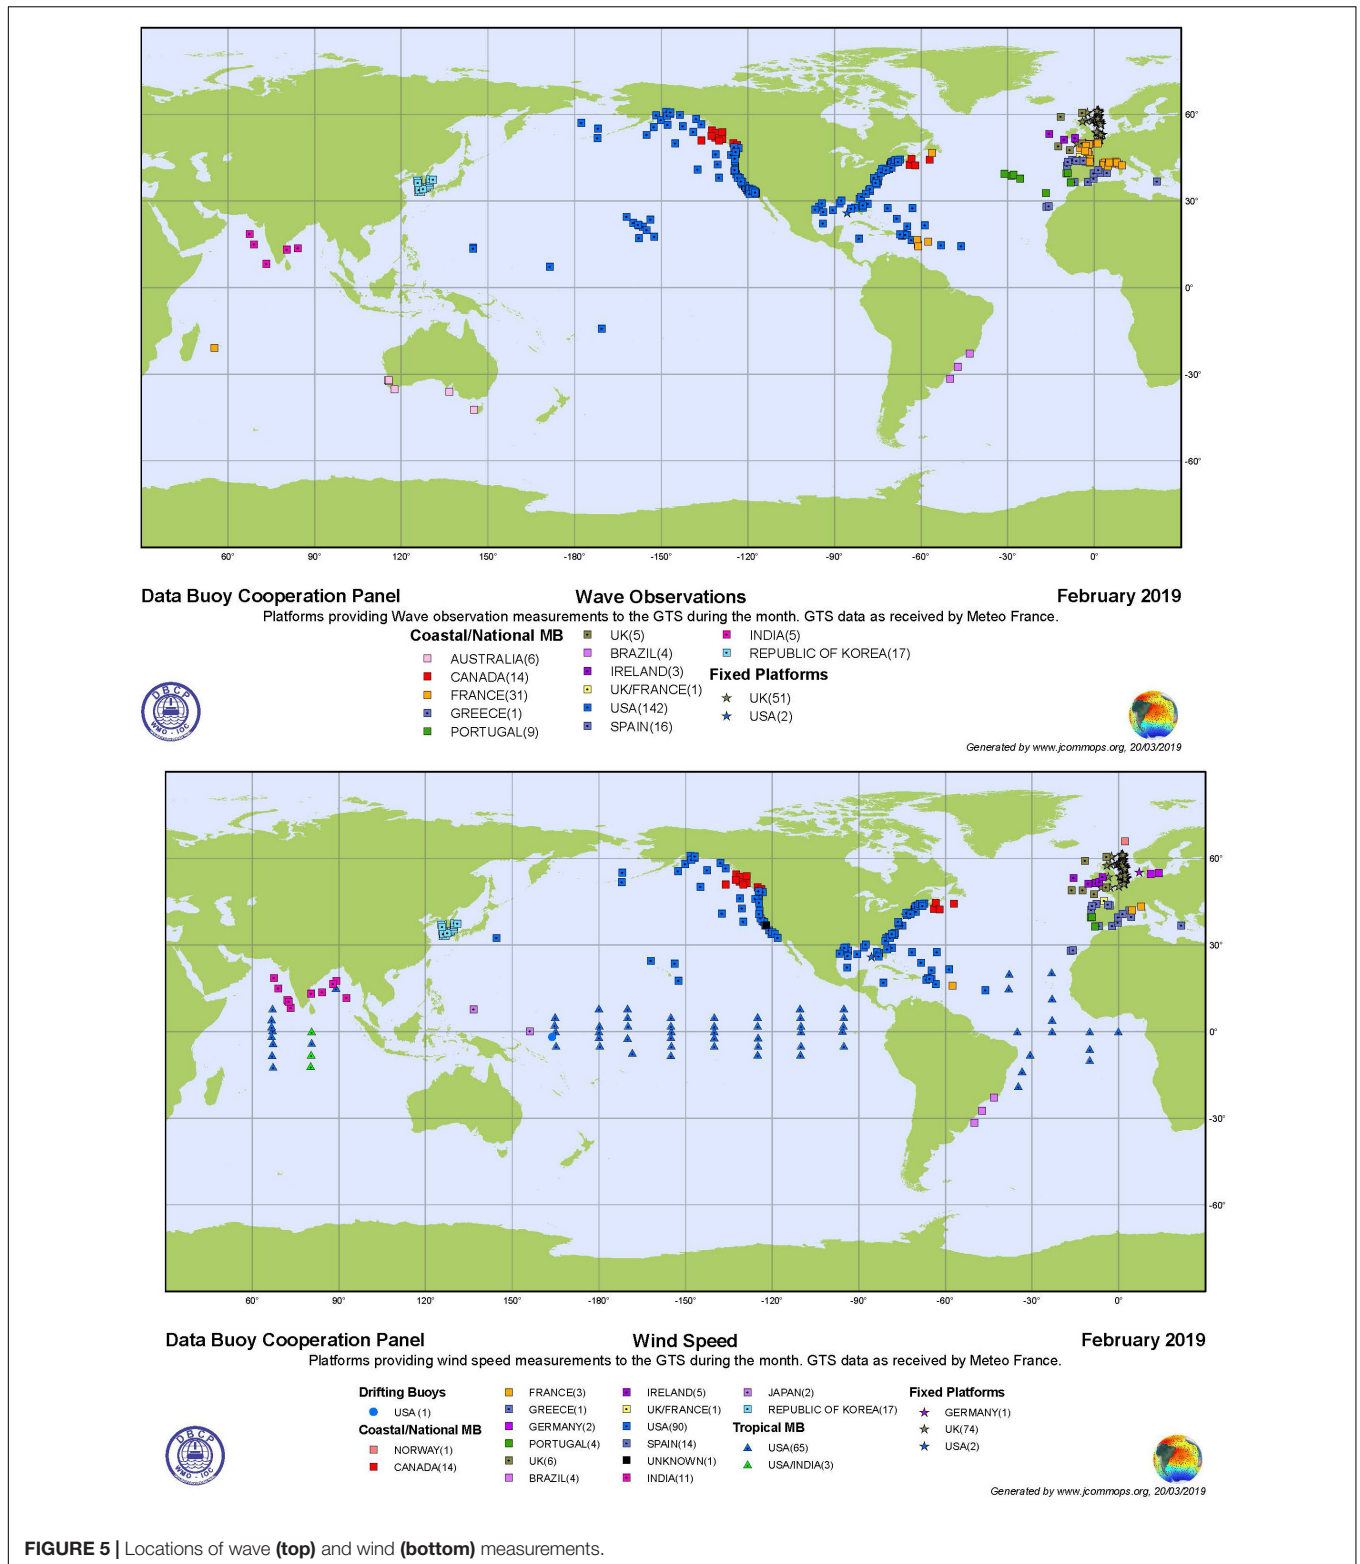 60°
30°
0°
-30°
-60°
60° 90° 120° 150° -180° -150° -120° -90° -60° -30° 0°
Data Buoy Cooperation Panel Wave Observations February 2019
Platforms providing Wave observation measurements to the GTS during the month. GTS data as received by Meteo France.
Coastal/National MB
AUSTRALIA(6)
CANADA(14)
FRANCE(31)
GREECE(1)
PORTUGAL(9)
UK(5)
BRAZIL(4)
IRELAND(3)
UK/FRANCE(1)
USA(142)
SPAIN(16)
INDIA(5)
REPUBLIC OF KOREA(17)
Fixed Platforms
UK(51)
USA(2)
DBCP
WMO - IOC
Generated by www.jcommops.org, 20/03/2019
60°
30°
0°
-30°
-60°
60° 90° 120° 150° -180° -150° -120° -90° -60° -30° 0°
Data Buoy Cooperation Panel Wind Speed February 2019
Platforms providing wind speed measurements to the GTS during the month. GTS data as received by Meteo France.
Drifting Buoys
USA (1)
Coastal/National MB
NORWAY(1)
CANADA(14)
FRANCE(3)
GREECE(1)
GERMANY(2)
PORTUGAL(4)
UK(6)
BRAZIL(4)
IRELAND(5)
UK/FRANCE(1)
USA(90)
SPAIN(14)
UNKNOWN(1)
INDIA(11)
JAPAN(2)
REPUBLIC OF KOREA(17)
Tropical MB
USA(65)
USA/INDIA(3)
Fixed Platforms
GERMANY(1)
UK(74)
USA(2)
DBCP
WMO - IOC
Generated by www.jcommops.org, 20/03/2019
FIGURE 5 | Locations of wave (top) and wind (bottom) measurements.